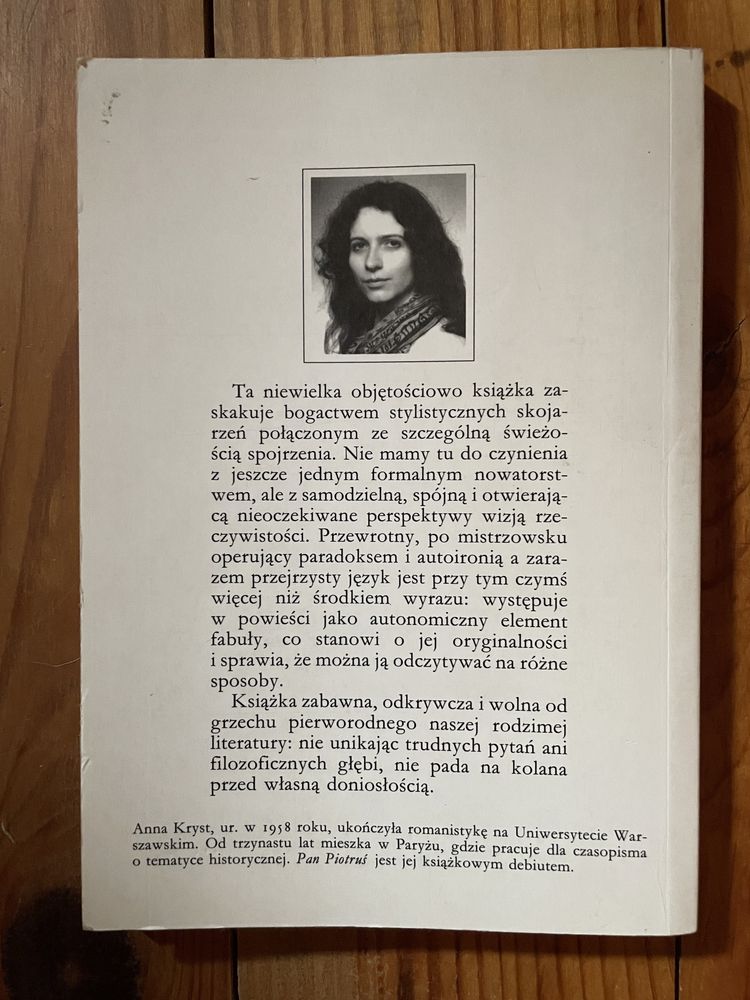 Ta niewielka objętościowo książka za-
skakuje bogactwem stylistycznych skoja-
rzeń połączonym ze szczególną świeżo-
ścią spojrzenia. Nie mamy tu do czynienia
z jeszcze jednym formalnym nowatorst-
wem, ale z samodzielną, spójną i otwierają-
cą nieoczekiwane perspektywy wizją rze-
czywistości. Przewrotny, po mistrzowsku
operujący paradoksem i autoironią a zara-
zem przejrzysty język jest przy tym czymś
więcej niż środkiem wyrazu: występuje
w powieści jako autonomiczny element
fabuły, co stanowi o jej oryginalności
i sprawia, że można ją odczytywać na różne
sposoby.
Książka zabawna, odkrywcza i wolna od
grzechu pierworodnego naszej rodzimej
literatury: nie unikając trudnych pytań ani
filozoficznych głębi, nie pada na kolana
przed własną doniosłością.
Anna Kryst, ur. w 1958 roku, ukończyła romanistykę na Uniwersytecie War-
szawskim. Od trzynastu lat mieszka w Paryżu, gdzie pracuje dla czasopisma
o tematyce historycznej. Pan Piotruś jest jej książkowym debiutem.